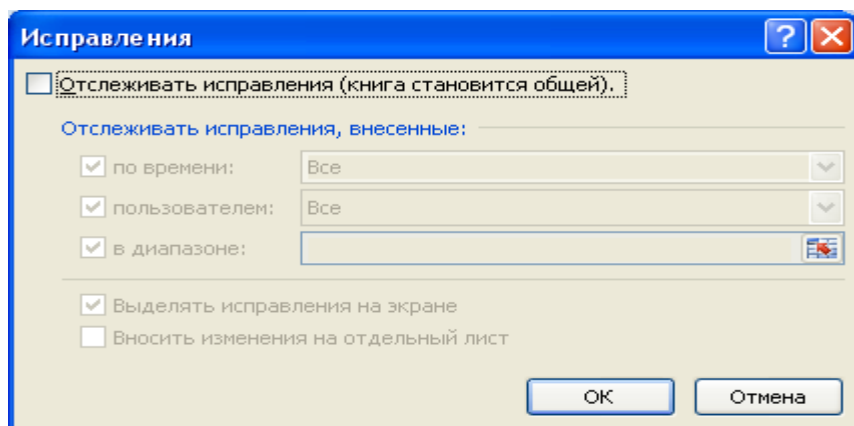 Исправления
Отслеживать исправления (книга становится общей).
Отслеживать исправления, внесенные:
по времени: Все
пользователем: Все
в диапазоне:
Выделять исправления на экране
Вносить изменения на отдельный лист
ОК Отмена